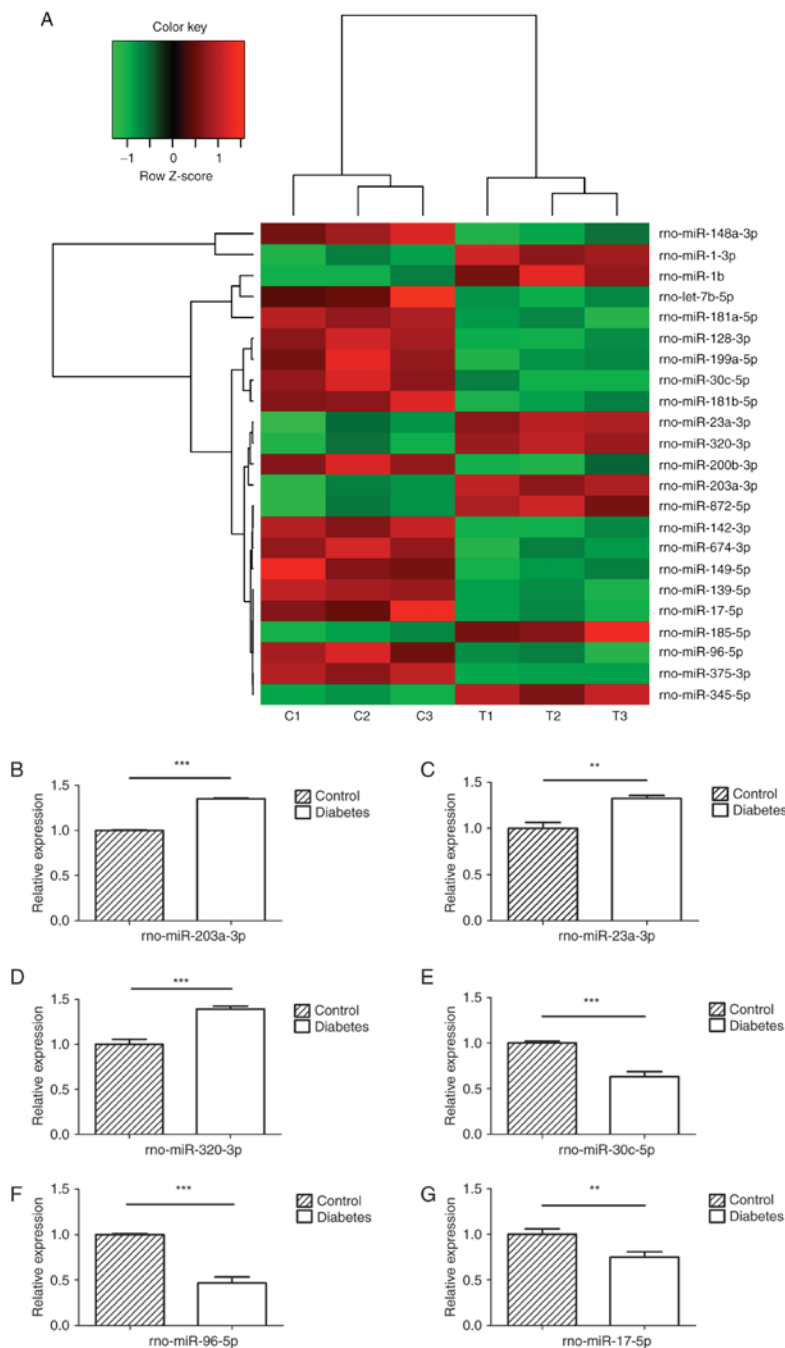 A
Color key
−1 0 1
Row Z-score
rno-miR-148a-3p
rno-miR-1-3p
rno-miR-1b
rno-let-7b-5p
rno-miR-181a-5p
rno-miR-128-3p
rno-miR-199a-5p
rno-miR-30c-5p
rno-miR-181b-5p
rno-miR-23a-3p
rno-miR-320-3p
rno-miR-200b-3p
rno-miR-203a-3p
rno-miR-872-5p
rno-miR-142-3p
rno-miR-674-3p
rno-miR-149-5p
rno-miR-139-5p
rno-miR-17-5p
rno-miR-185-5p
rno-miR-96-5p
rno-miR-375-3p
rno-miR-345-5p
C1 C2 C3 T1 T2 T3
B
***
1.5
1.0
0.5
0.0
Relative expression
Control
Diabetes
rno-miR-203a-3p
C
**
1.5
1.0
0.5
0.0
Relative expression
Control
Diabetes
rno-miR-23a-3p
D
***
1.5
1.0
0.5
0.0
Relative expression
Control
Diabetes
rno-miR-320-3p
E
***
1.5
1.0
0.5
0.0
Relative expression
Control
Diabetes
rno-miR-30c-5p
F
***
1.5
1.0
0.5
0.0
Relative expression
Control
Diabetes
rno-miR-96-5p
G
**
1.5
1.0
0.5
0.0
Relative expression
Control
Diabetes
rno-miR-17-5p